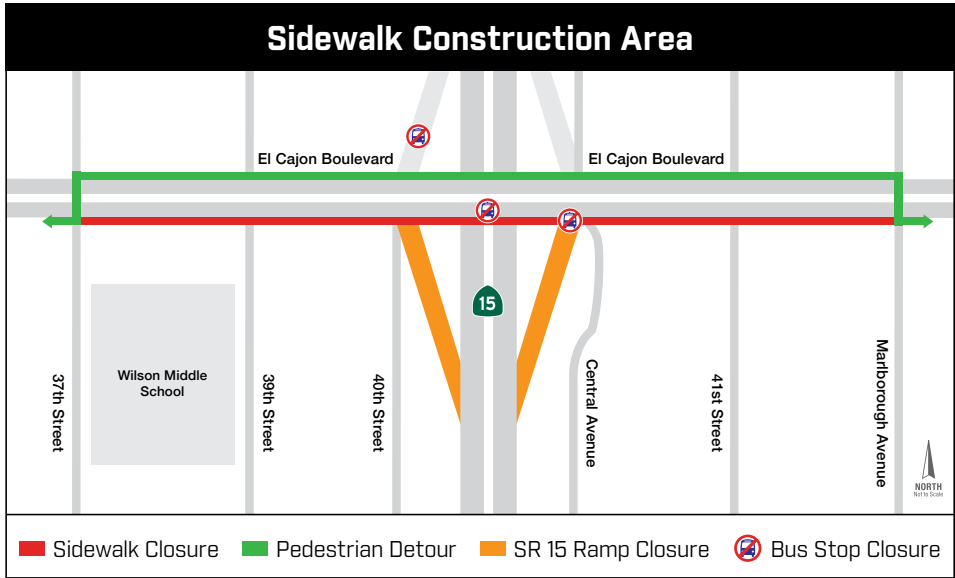 Sidewalk Construction Area
El Cajon Boulevard
El Cajon Boulevard
15
37th Street
Wilson Middle
School
39th Street
40th Street
Central Avenue
41st Street
Marlborough Avenue
NORTH
Not to Scale
Sidewalk Closure
Pedestrian Detour
SR 15 Ramp Closure
Bus Stop Closure